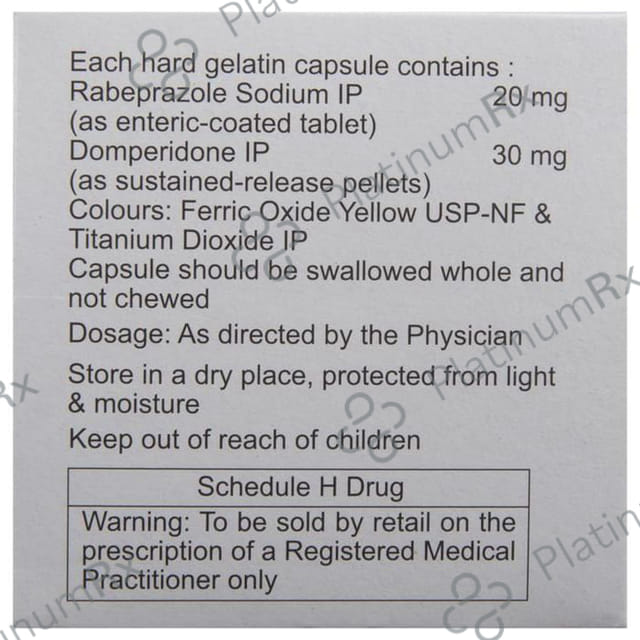 Each hard gelatin capsule contains :
Rabeprazole Sodium IP 20 mg
(as enteric-coated tablet)
Domperidone IP 30 mg
(as sustained-release pellets)
Colours: Ferric Oxide Yellow USP-NF &
Titanium Dioxide IP
Capsule should be swallowed whole and
not chewed
Dosage: As directed by the Physician
Store in a dry place, protected from light
& moisture
Keep out of reach of children
Schedule H Drug
Warning: To be sold by retail on the
prescription of a Registered Medical
Practitioner only
PlatinumRx
PlatinumRx
PlatinumRx